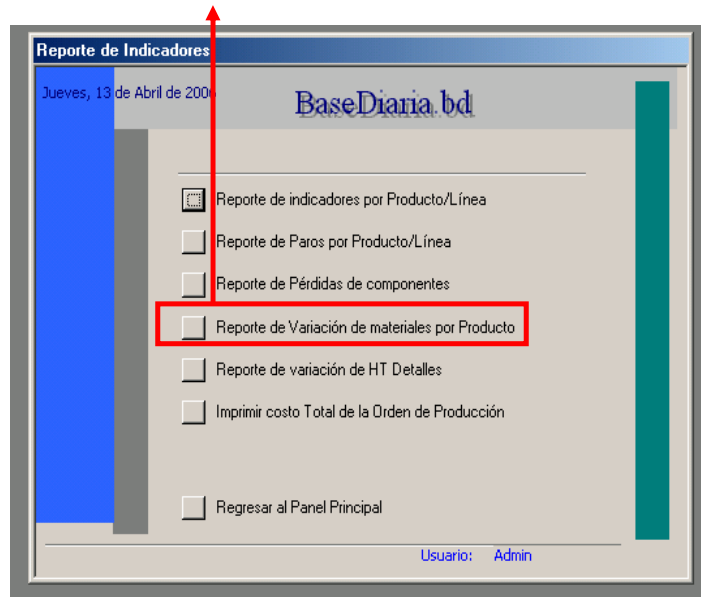 Reporte de Indicadores
Jueves, 13 de Abril de 2006
BaseDiaria.bd
Reporte de indicadores por Producto/Línea
Reporte de Paros por Producto/Línea
Reporte de Pérdidas de componentes
Reporte de Variación de materiales por Producto
Reporte de variación de HT Detalles
Imprimir costo Total de la Orden de Producción
Regresar al Panel Principal
Usuario: Admin